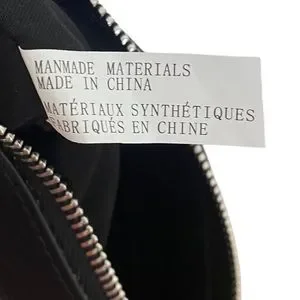 MANMADE MATERIALS
MADE IN CHINA
MATÉRIAUX SYNTHÉTIQUES
FABRIQUÉS EN CHINE